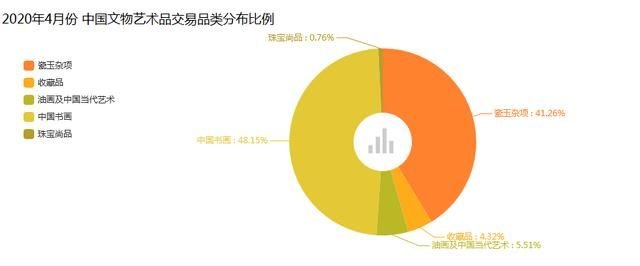 2020年4月份 中国文物艺术品交易品类分布比例
珠宝尚品 : 0.76%
瓷玉杂项
收藏品
油画及中国当代艺术
中国书画
珠宝尚品
瓷玉杂项 : 41.26%
中国书画 : 48.15%
收藏品 : 4.32%
油画及中国当代艺术 : 5.51%